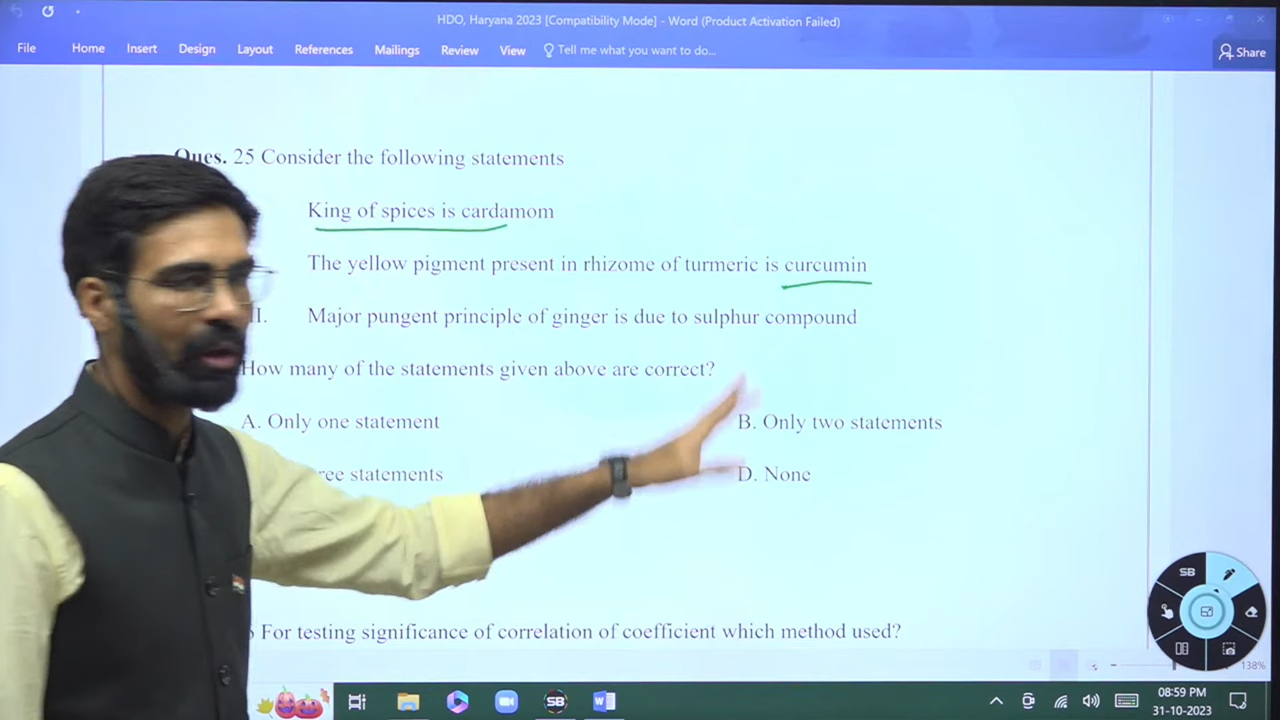 HDO, Haryana 2023 [Compatibility Mode] - Word (Product Activation Failed)
File Home Insert Design Layout References Mailings Review View Tell me what you want to do... Share
Ques. 25 Consider the following statements
King of spices is cardamom
The yellow pigment present in rhizome of turmeric is curcumin
II. Major pungent principle of ginger is due to sulphur compound
How many of the statements given above are correct?
A. Only one statement B. Only two statements
ree statements D. None
SB
For testing significance of correlation of coefficient which method used?
138%
SB
08:59 PM
31-10-2023